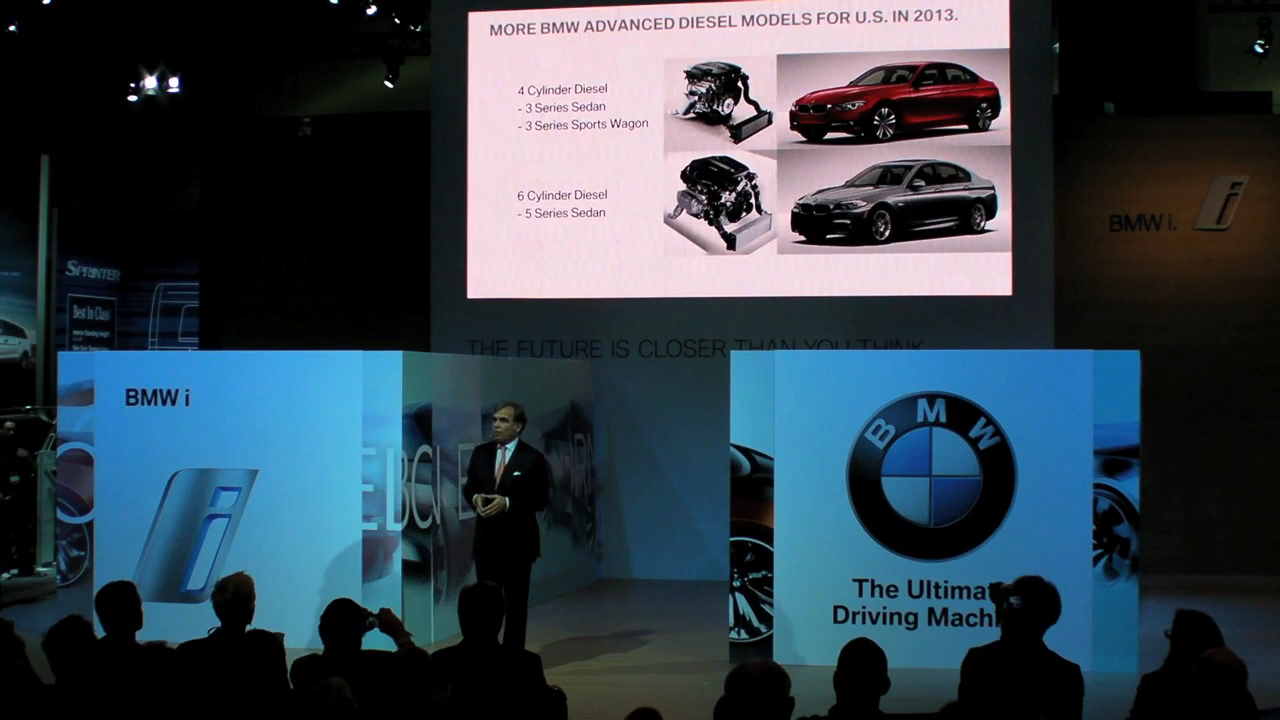 MORE BMW ADVANCED DIESEL MODELS FOR U.S. IN 2013.
4 Cylinder Diesel
- 3 Series Sedan
- 3 Series Sports Wagon
6 Cylinder Diesel
- 5 Series Sedan
BMW i.
i
SPRINTER
Best In Class
THE FUTURE IS CLOSER THAN YOU THINK
BMW i
i
BMW
The Ultimat
Driving Mach